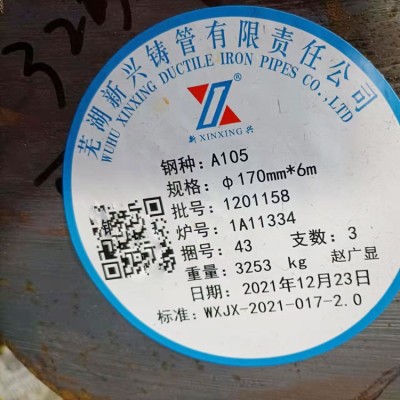 芜湖新兴铸管有限责任公司
WUHU XINXING DUCTILE IRON PIPES CO.,LTD
新 XINXING 兴
钢种: A105
规格: φ170mm*6m
批号: 1201158
炉号: 1A11334
捆号: 43 支数: 3
重量: 3253 kg 赵广显
日期: 2021年12月23日
标准: WXJX-2021-017-2.0